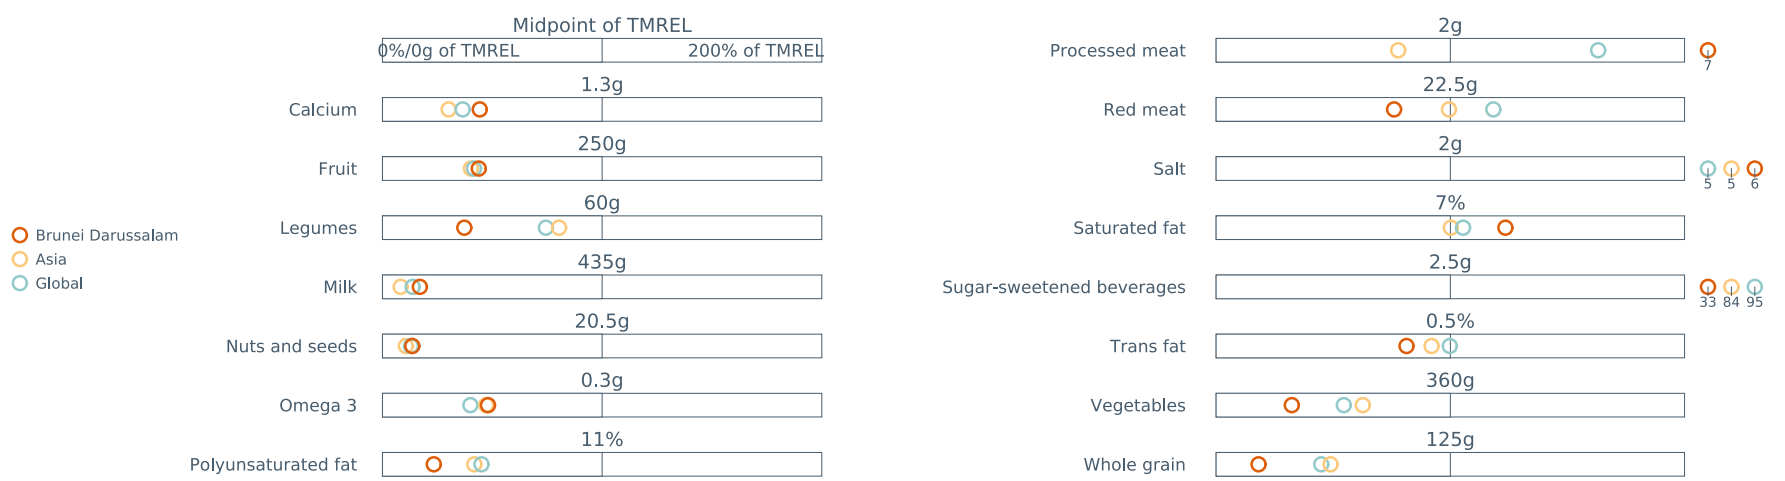 Brunei Darussalam
Asia
Global
Midpoint of TMREL
0%/0g of TMREL 200% of TMREL
1.3g
Calcium
250g
Fruit
60g
Legumes
435g
Milk
20.5g
Nuts and seeds
0.3g
Omega 3
11%
Polyunsaturated fat
2g
Processed meat
7
22.5g
Red meat
2g
Salt
5 5 6
7%
Saturated fat
2.5g
Sugar-sweetened beverages
33 84 95
0.5%
Trans fat
360g
Vegetables
125g
Whole grain